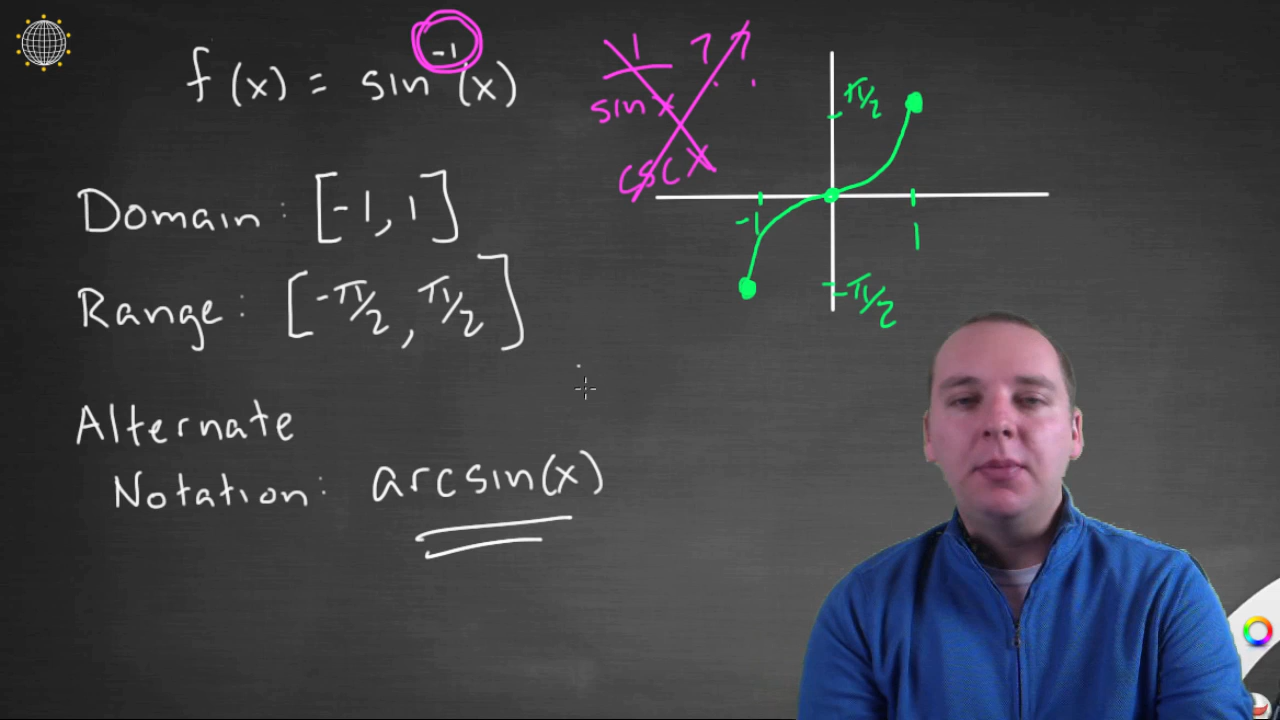 f(x) = sin⁻¹(x)
1
sin x
? ?
csc x
Domain: [-1, 1]
Range: [-π/2, π/2]
Alternate
Notation: arcsin(x)
π/2
-1
1
-π/2